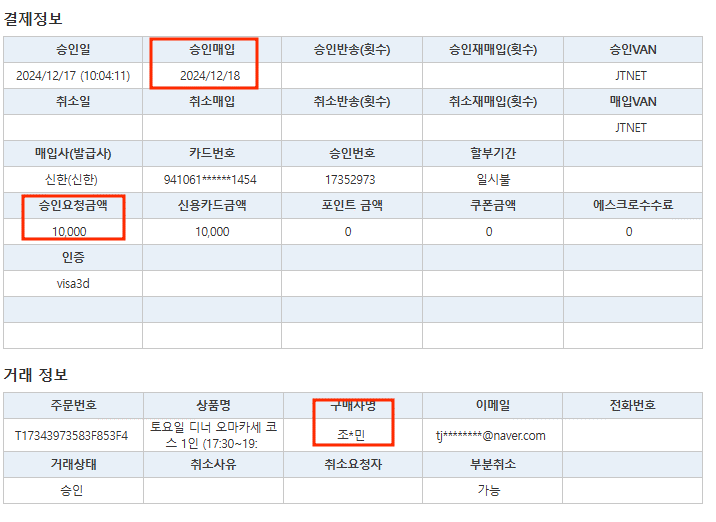 결제정보
승인일 승인매입 승인반송(횟수) 승인재매입(횟수) 승인VAN
2024/12/17 (10:04:11) 2024/12/18 JTNET
취소일 취소매입 취소반송(횟수) 취소재매입(횟수) 매입VAN
JTNET
매입사(발급사) 카드번호 승인번호 할부기간
신한(신한) 941061******1454 17352973 일시불
승인요청금액 신용카드금액 포인트 금액 쿠폰금액 에스크로수수료
10,000 10,000 0 0 0
인증
visa3d
거래 정보
주문번호 상품명 구매자명 이메일 전화번호
T17343973583F853F4 토요일 디너 오마카세 코 조*민 tj********@naver.com
스 1인 (17:30~19:
거래상태 취소사유 취소요청자 부분취소
승인 가능